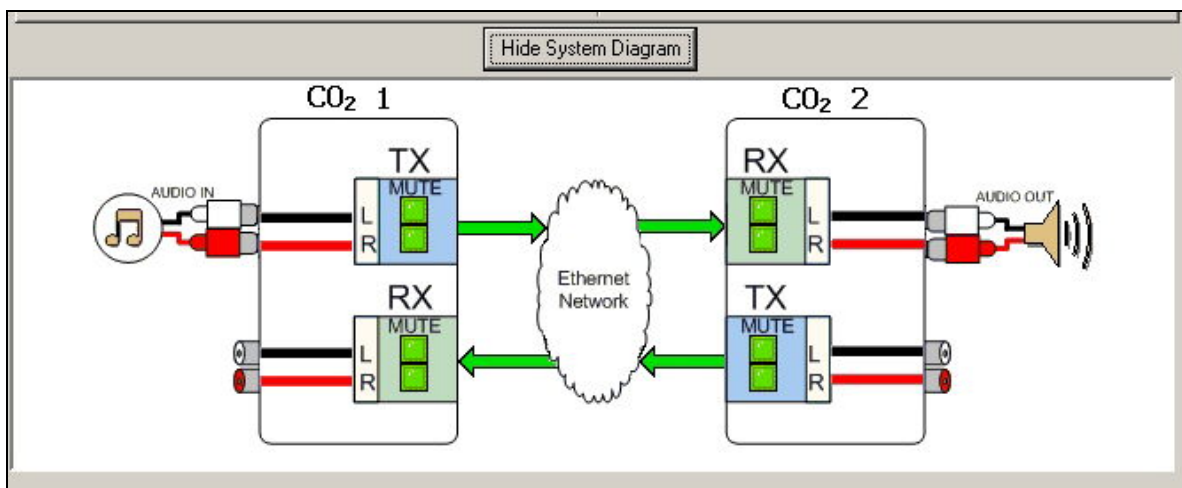 Hide System Diagram
CO₂ 1
CO₂ 2
TX
MUTE
L
R
AUDIO IN
RX
MUTE
L
R
AUDIO OUT
Ethernet
Network
RX
MUTE
L
R
TX
MUTE
L
R